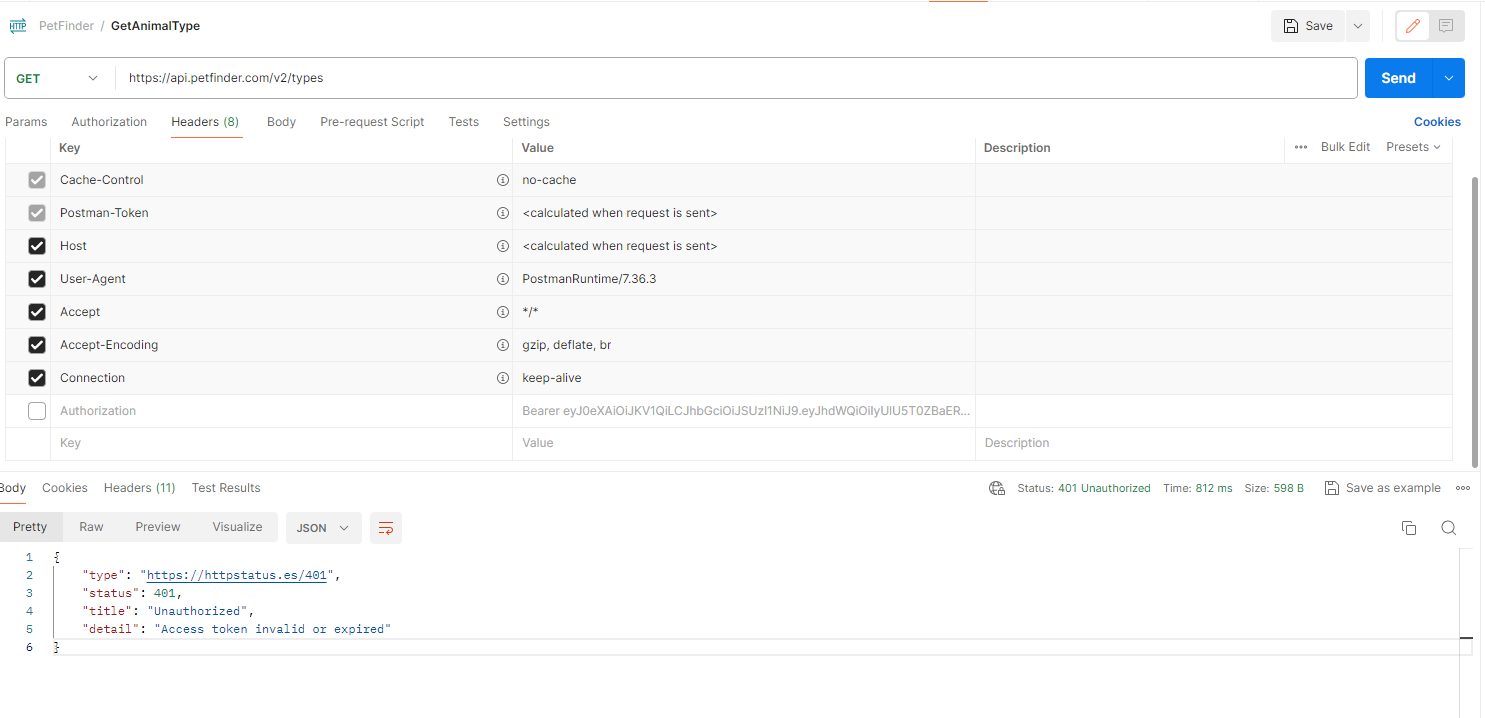 HTTP PetFinder / GetAnimalType Save
GET https://api.petfinder.com/v2/types Send
Params Authorization Headers (8) Body Pre-request Script Tests Settings Cookies
Key Value Description Bulk Edit Presets
Cache-Control no-cache
Postman-Token <calculated when request is sent>
Host <calculated when request is sent>
User-Agent PostmanRuntime/7.36.3
Accept */*
Accept-Encoding gzip, deflate, br
Connection keep-alive
Authorization Bearer eyJ0eXAiOiJKV1QiLCJhbGciOiJSUzI1NiJ9.eyJhdWQiOiIyUlU5T0ZBaER...
Key Value Description
Body Cookies Headers (11) Test Results Status: 401 Unauthorized Time: 812 ms Size: 598 B Save as example
Pretty Raw Preview Visualize JSON
1 {
2 "type": "https://httpstatus.es/401",
3 "status": 401,
4 "title": "Unauthorized",
5 "detail": "Access token invalid or expired"
6 }